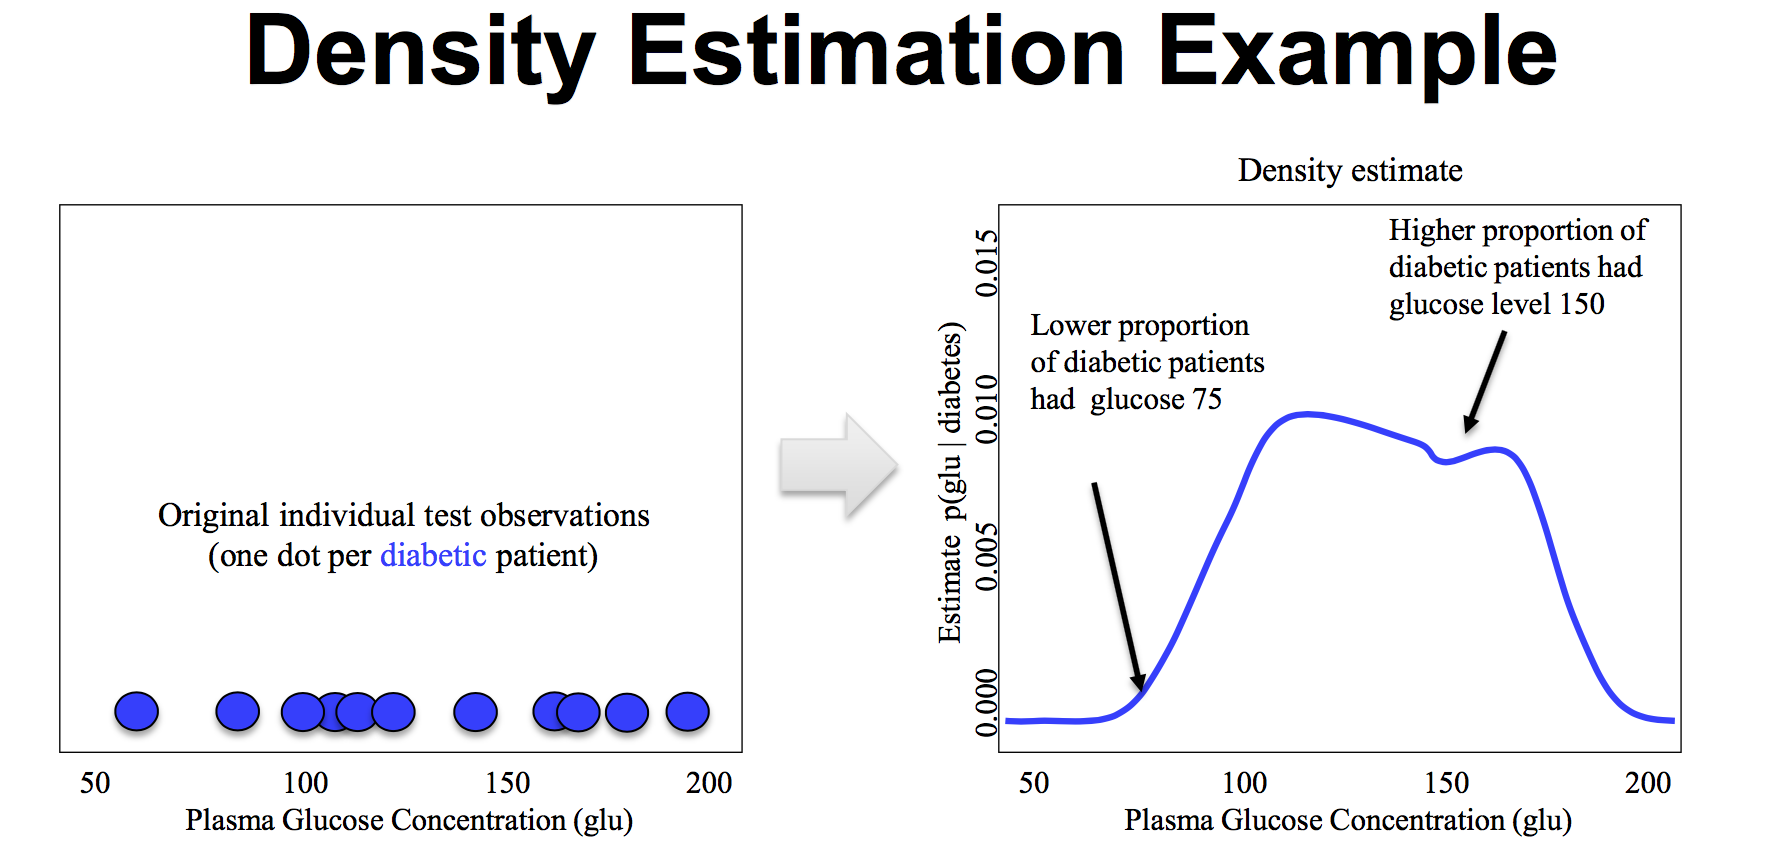 Density Estimation Example
Original individual test observations
(one dot per diabetic patient)
50 100 150 200
Plasma Glucose Concentration (glu)
Density estimate
Higher proportion of
diabetic patients had
glucose level 150
Lower proportion
of diabetic patients
had glucose 75
Estimate p(glu | diabetes)
0.015
0.010
0.005
0.000
50 100 150 200
Plasma Glucose Concentration (glu)